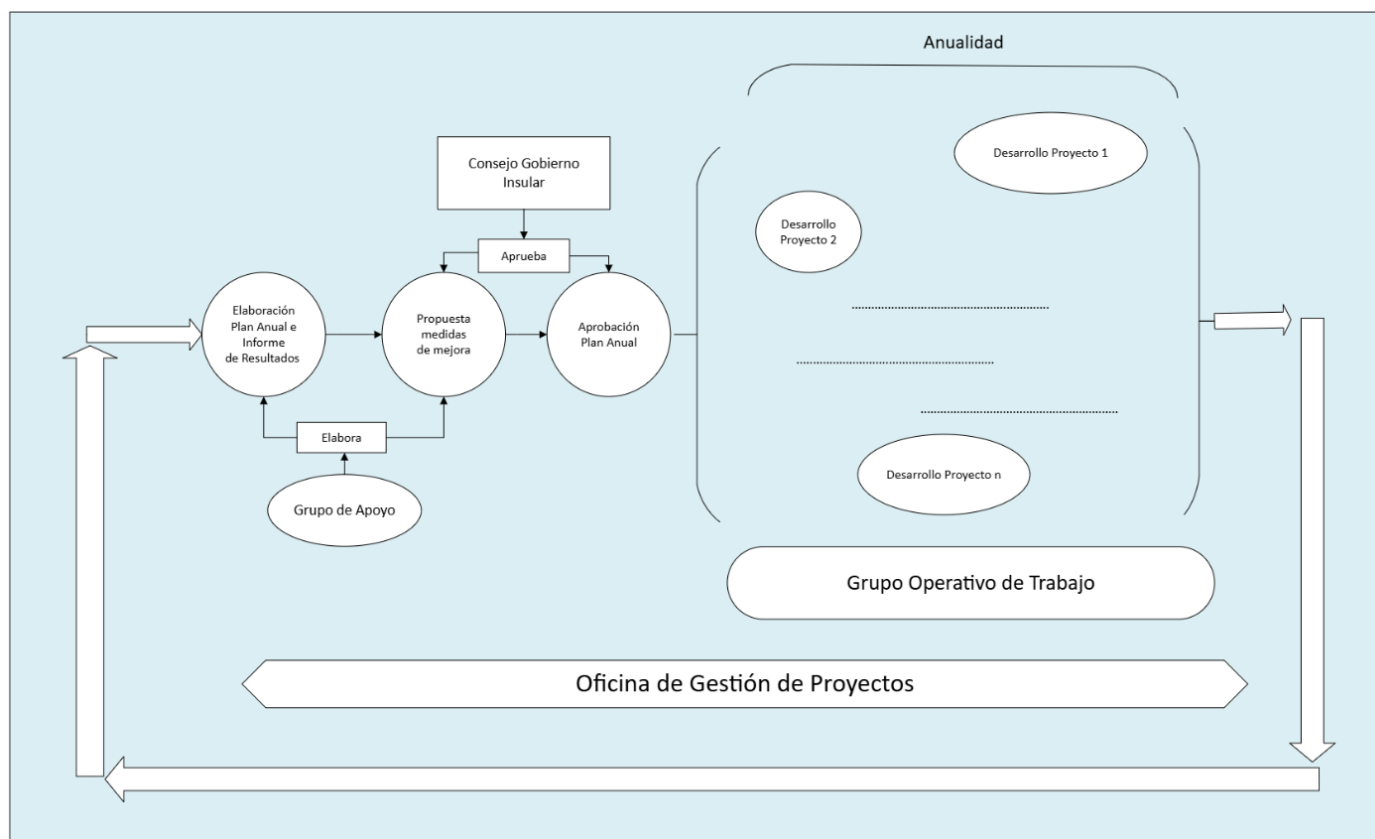 Anualidad
Consejo Gobierno
Insular
Desarrollo Proyecto 1
Desarrollo
Proyecto 2
Aprueba
Elaboración
Plan Anual e
Informe
de Resultados
Propuesta
medidas
de mejora
Aprobación
Plan Anual
Elabora
Grupo de Apoyo
Desarrollo Proyecto n
Grupo Operativo de Trabajo
Oficina de Gestión de Proyectos